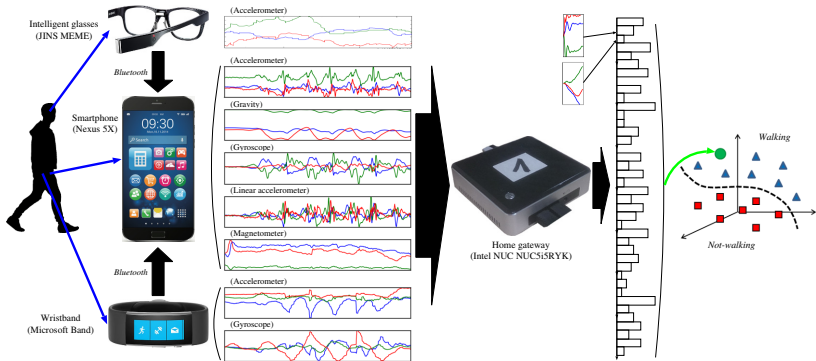 Intelligent glasses
(JINS MEME)
(Accelerometer)
Bluetooth
(Accelerometer)
Smartphone
(Nexus 5X)
09:30
(Gravity)
(Gyroscope)
(Linear accelerometer)
(Magnetometer)
Bluetooth
Wristband
(Microsoft Band)
(Accelerometer)
(Gyroscope)
Home gateway
(Intel NUC NUC5i5RYK)
Walking
Not-walking